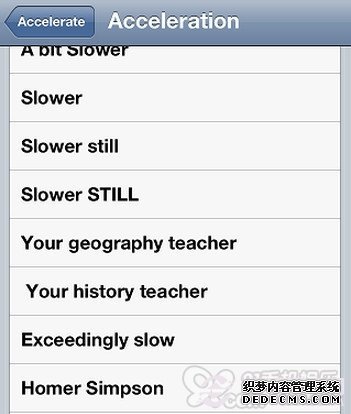 Accelerate
Acceleration
A bit Slower
Slower
Slower still
Slower STILL
Your geography teacher
Your history teacher
Exceedingly slow
Homer Simpson
织梦内容管理系统
DEDECMS.COM